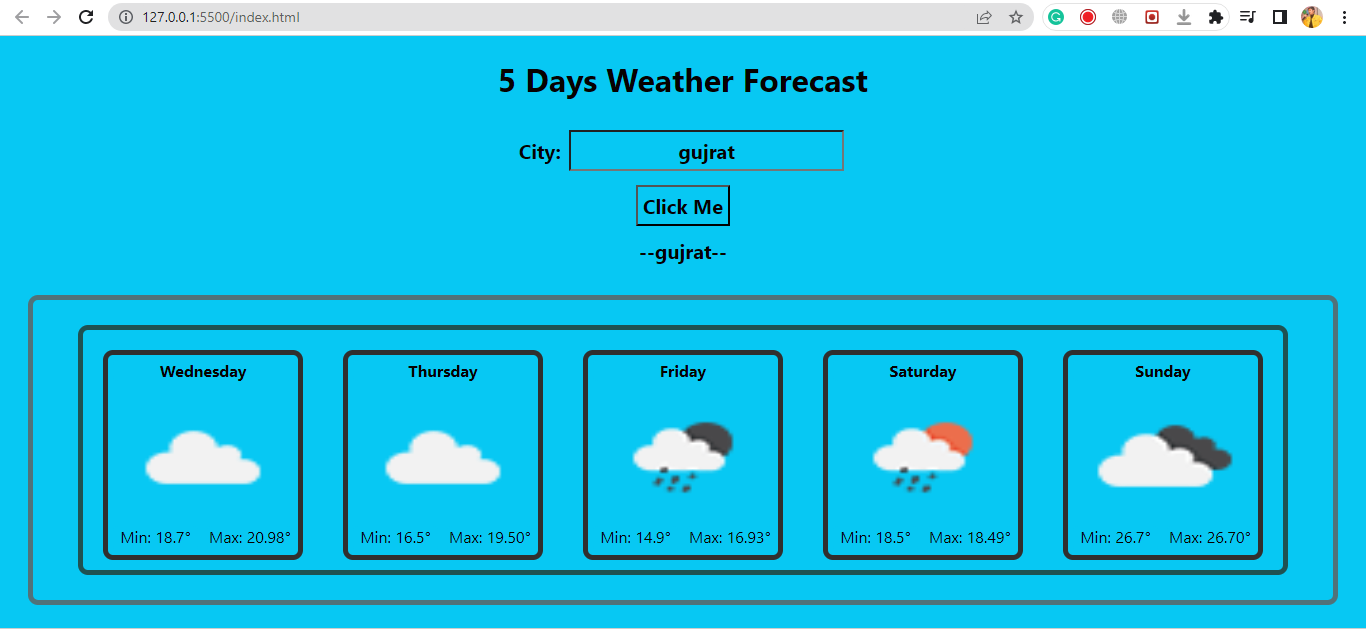 127.0.0.1:5500/index.html
5 Days Weather Forecast
City: gujrat
Click Me
--gujrat--
Wednesday Thursday Friday Saturday Sunday
Min: 18.7° Max: 20.98° Min: 16.5° Max: 19.50° Min: 14.9° Max: 16.93° Min: 18.5° Max: 18.49° Min: 26.7° Max: 26.70°